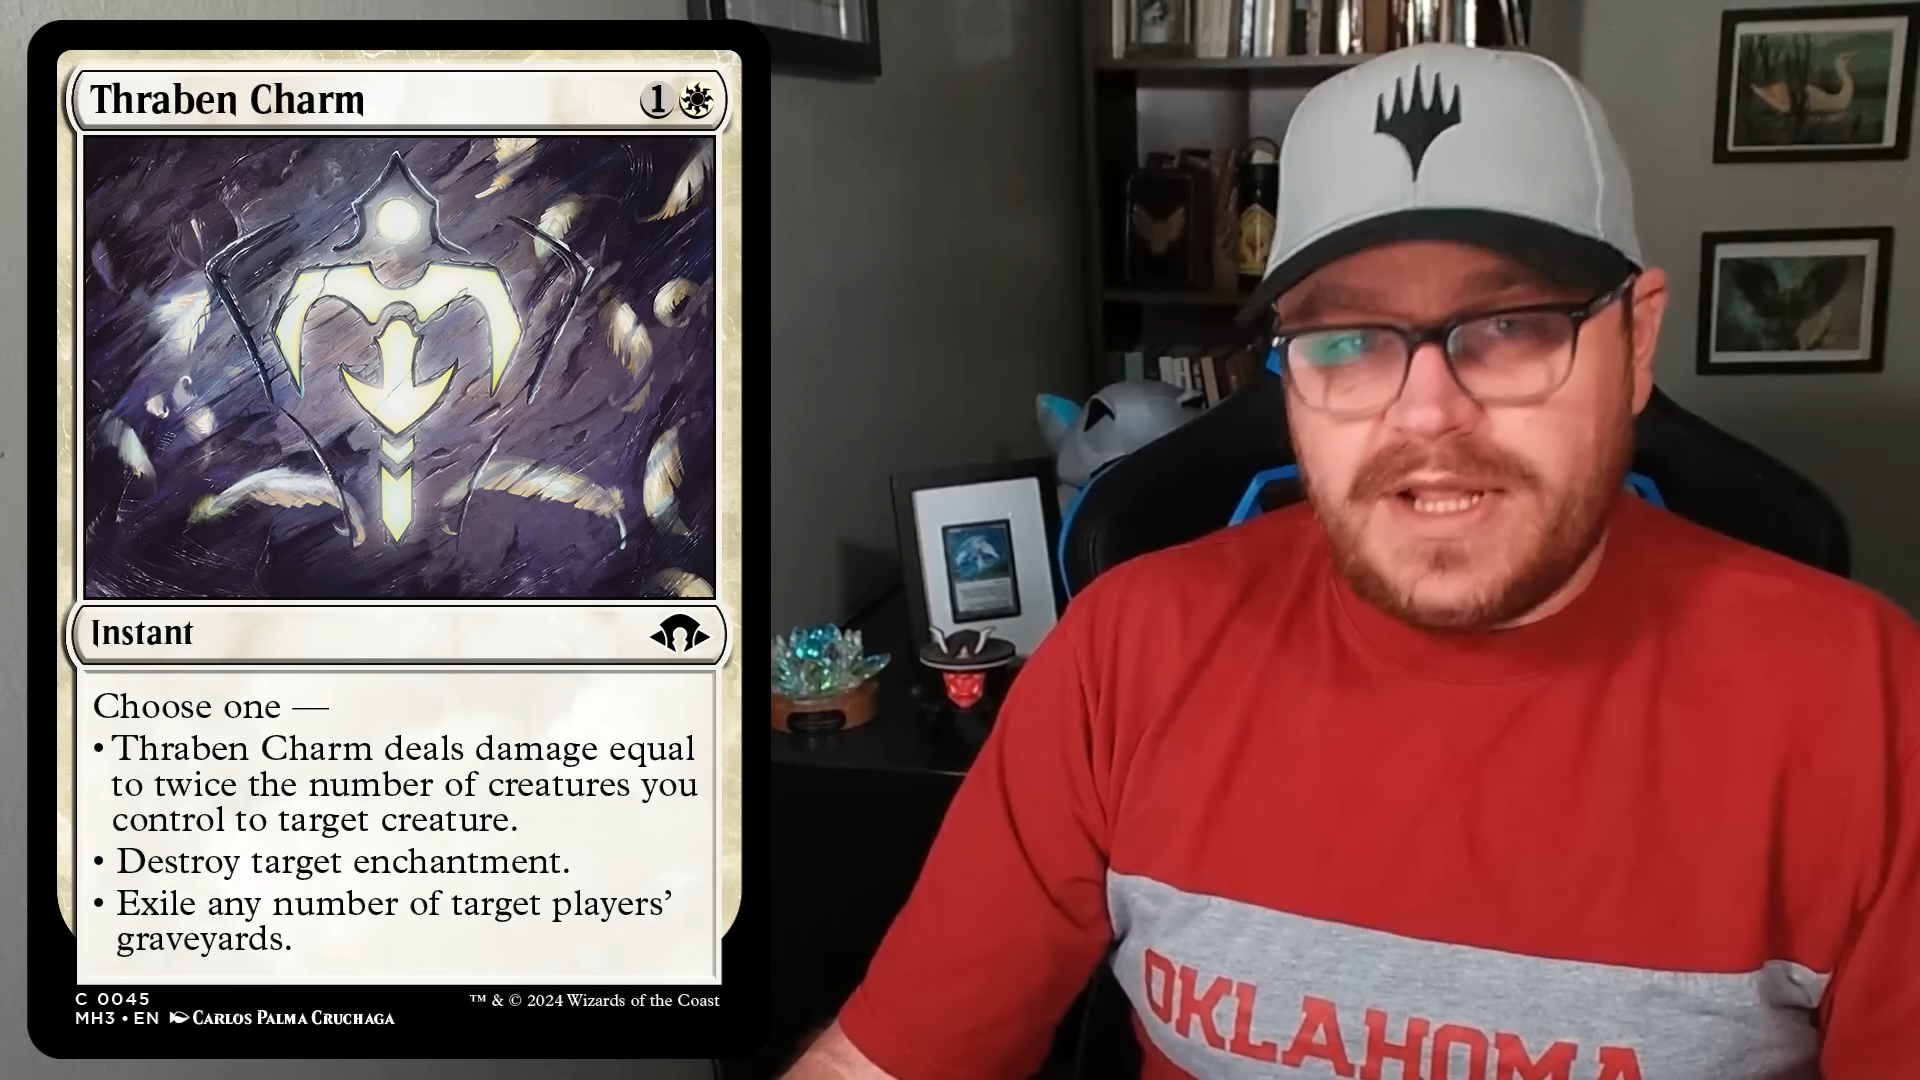 Thraben Charm
1
Instant
Choose one —
• Thraben Charm deals damage equal
to twice the number of creatures you
control to target creature.
• Destroy target enchantment.
• Exile any number of target players’
graveyards.
C 0045
MH3 • EN CARLOS PALMA CRUCHAGA
™ & © 2024 Wizards of the Coast
OKLAHOMA